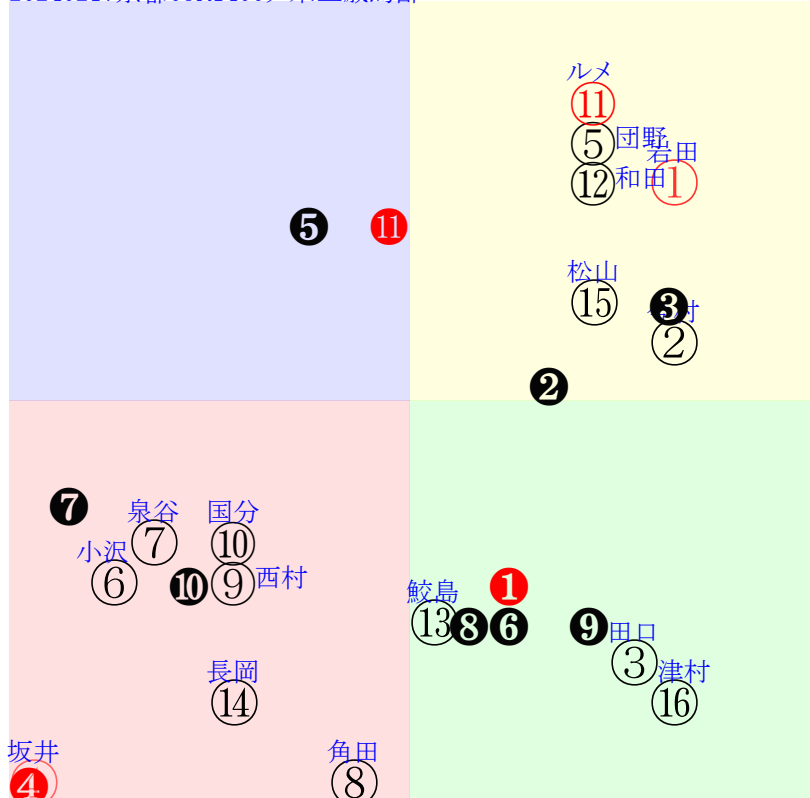 ルメ
⑪
⑤団野
岩田
⑫和田①
❺ ⓫
松山
⑮ ❸村
②
❷
❼
泉谷 国分
小沢⑦ ⑩
⑥ ❿⑨西村 ❶
鮫島
⑬❽❻ ❾田口
③津村
長岡
⑭ ⑯
坂井 角田
❹ ⑧